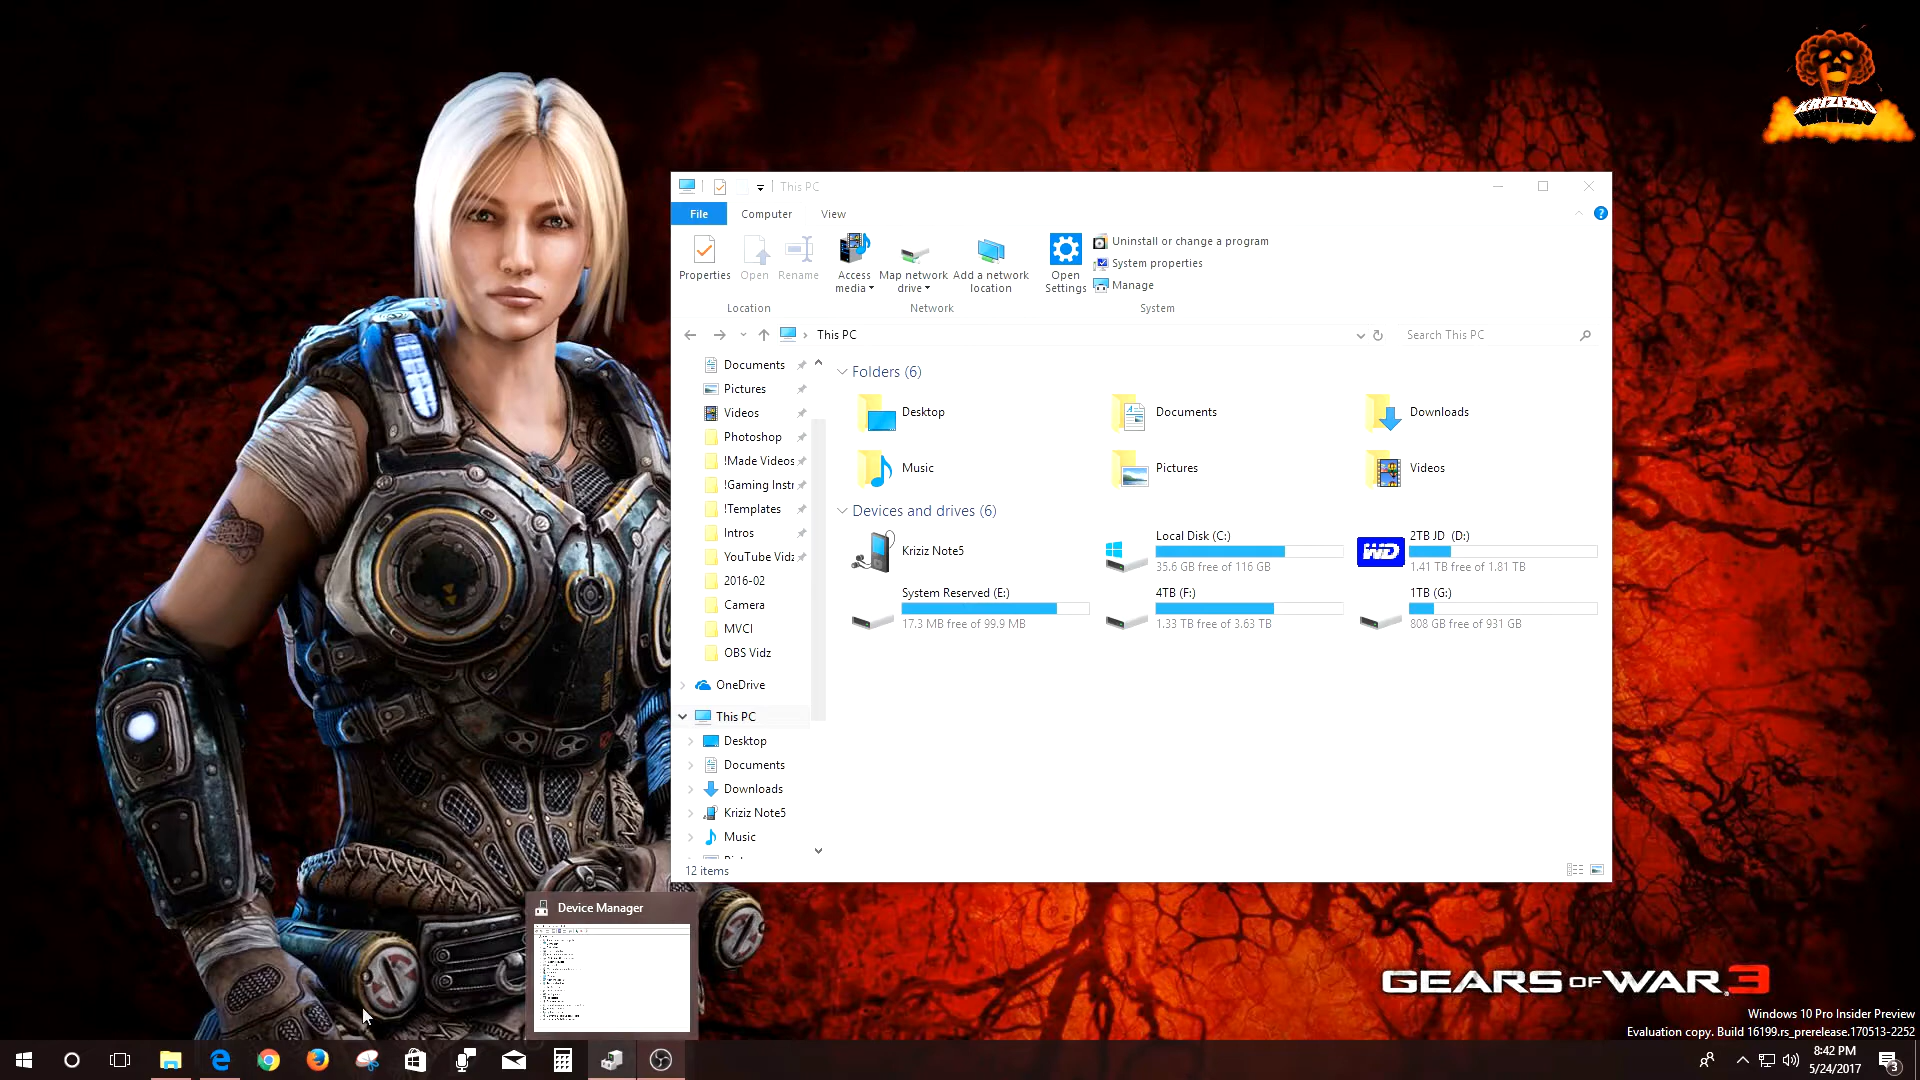 KRIZIZ10
This PC
File
Computer
View
Properties
Open
Rename
Access media
Map network drive
Add a network location
Open Settings
Uninstall or change a program
System properties
Manage
Location
Network
System
This PC
Search This PC
Documents
Pictures
Videos
Photoshop
!Made Videos
!Gaming Instr
!Templates
Intros
YouTube Vidz
2016-02
Camera
MVCI
OBS Vidz
OneDrive
This PC
Desktop
Documents
Downloads
Kriziz Note5
Music
12 items
Folders (6)
Desktop
Documents
Downloads
Music
Pictures
Videos
Devices and drives (6)
Kriziz Note5
Local Disk (C:)
35.6 GB free of 116 GB
WD
2TB JD (D:)
1.41 TB free of 1.81 TB
System Reserved (E:)
17.3 MB free of 99.9 MB
4TB (F:)
1.33 TB free of 3.63 TB
1TB (G:)
808 GB free of 931 GB
Device Manager
GEARS OF WAR 3
Windows 10 Pro Insider Preview
Evaluation copy. Build 16199.rs_prerelease.170513-2252
8:42 PM
5/24/2017
3